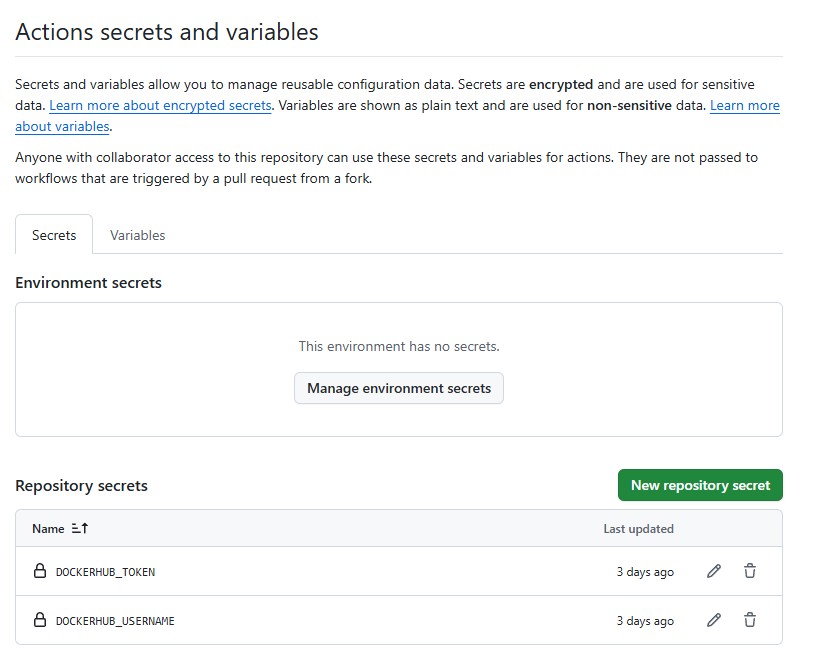 Actions secrets and variables
Secrets and variables allow you to manage reusable configuration data. Secrets are encrypted and are used for sensitive
data. Learn more about encrypted secrets. Variables are shown as plain text and are used for non-sensitive data. Learn more
about variables.
Anyone with collaborator access to this repository can use these secrets and variables for actions. They are not passed to
workflows that are triggered by a pull request from a fork.
Secrets Variables
Environment secrets
This environment has no secrets.
Manage environment secrets
Repository secrets New repository secret
Name Last updated
DOCKERHUB_TOKEN 3 days ago
DOCKERHUB_USERNAME 3 days ago